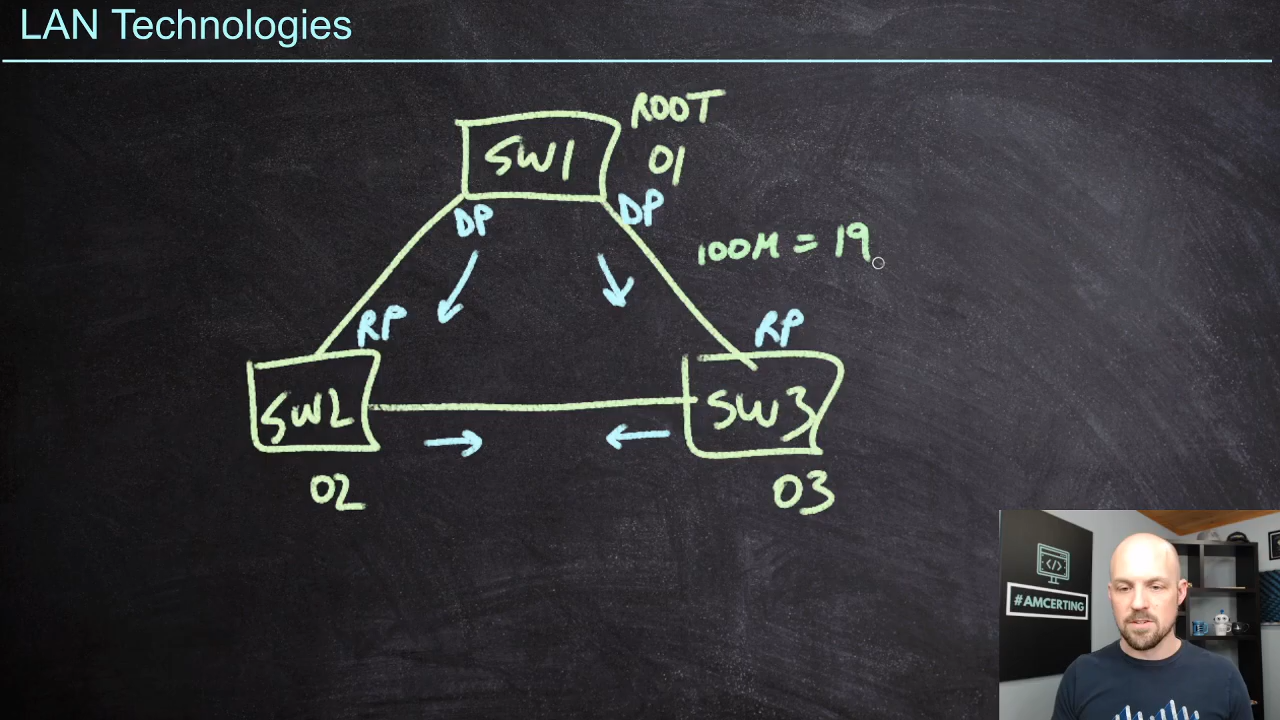 LAN Technologies
ROOT
SW1
01
DP
DP
100M = 19
RP
RP
SW2
SW3
02
03
</>
#AMCERTING